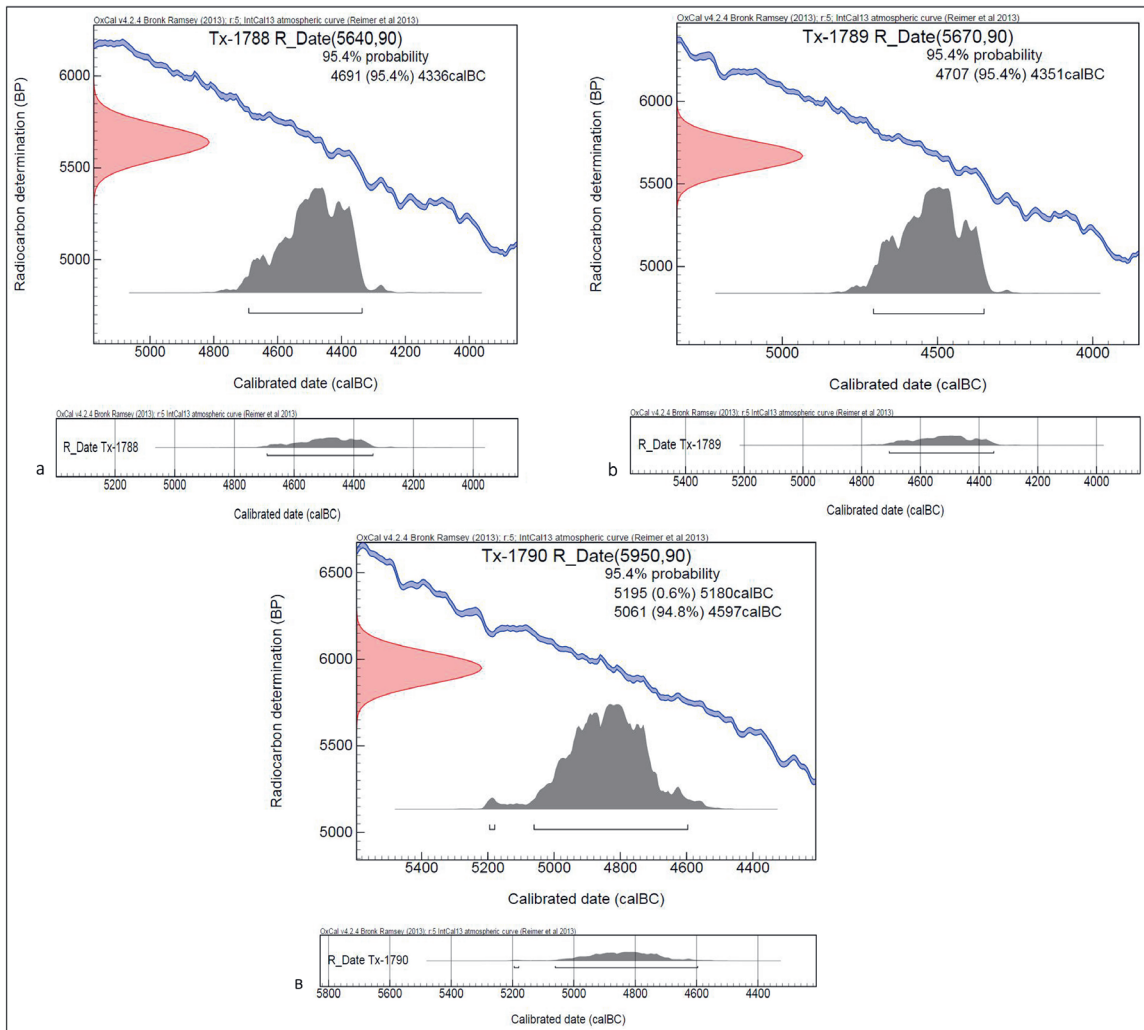 OxCal v4.2.4 Bronk Ramsey (2013); r:5; IntCal13 atmospheric curve (Reimer et al 2013)
Tx-1788 R_Date(5640,90)
95.4% probability
4691 (95.4%) 4336calBC
Radiocarbon determination (BP)
6000
5500
5000
5000 4800 4600 4400 4200 4000
Calibrated date (calBC)
OxCal v4.2.4 Bronk Ramsey (2013); r:5; IntCal13 atmospheric curve (Reimer et al 2013)
Tx-1789 R_Date(5670,90)
95.4% probability
4707 (95.4%) 4351calBC
Radiocarbon determination (BP)
6000
5500
5000
5000 4500 4000
Calibrated date (calBC)
OxCal v4.2.4 Bronk Ramsey (2013); r:5 IntCal13 atmospheric curve (Reimer et al 2013)
R_Date Tx-1788
a
5200 5000 4800 4600 4400 4200 4000
Calibrated date (calBC)
OxCal v4.2.4 Bronk Ramsey (2013); r:5 IntCal13 atmospheric curve (Reimer et al 2013)
R_Date Tx-1789
b
5400 5200 5000 4800 4600 4400 4200 4000
Calibrated date (calBC)
OxCal v4.2.4 Bronk Ramsey (2013); r:5; IntCal13 atmospheric curve (Reimer et al 2013)
Tx-1790 R_Date(5950,90)
95.4% probability
5195 (0.6%) 5180calBC
5061 (94.8%) 4597calBC
Radiocarbon determination (BP)
6500
6000
5500
5000
5400 5200 5000 4800 4600 4400
Calibrated date (calBC)
OxCal v4.2.4 Bronk Ramsey (2013); r:5 IntCal13 atmospheric curve (Reimer et al 2013)
R_Date Tx-1790
B
5800 5600 5400 5200 5000 4800 4600 4400
Calibrated date (calBC)